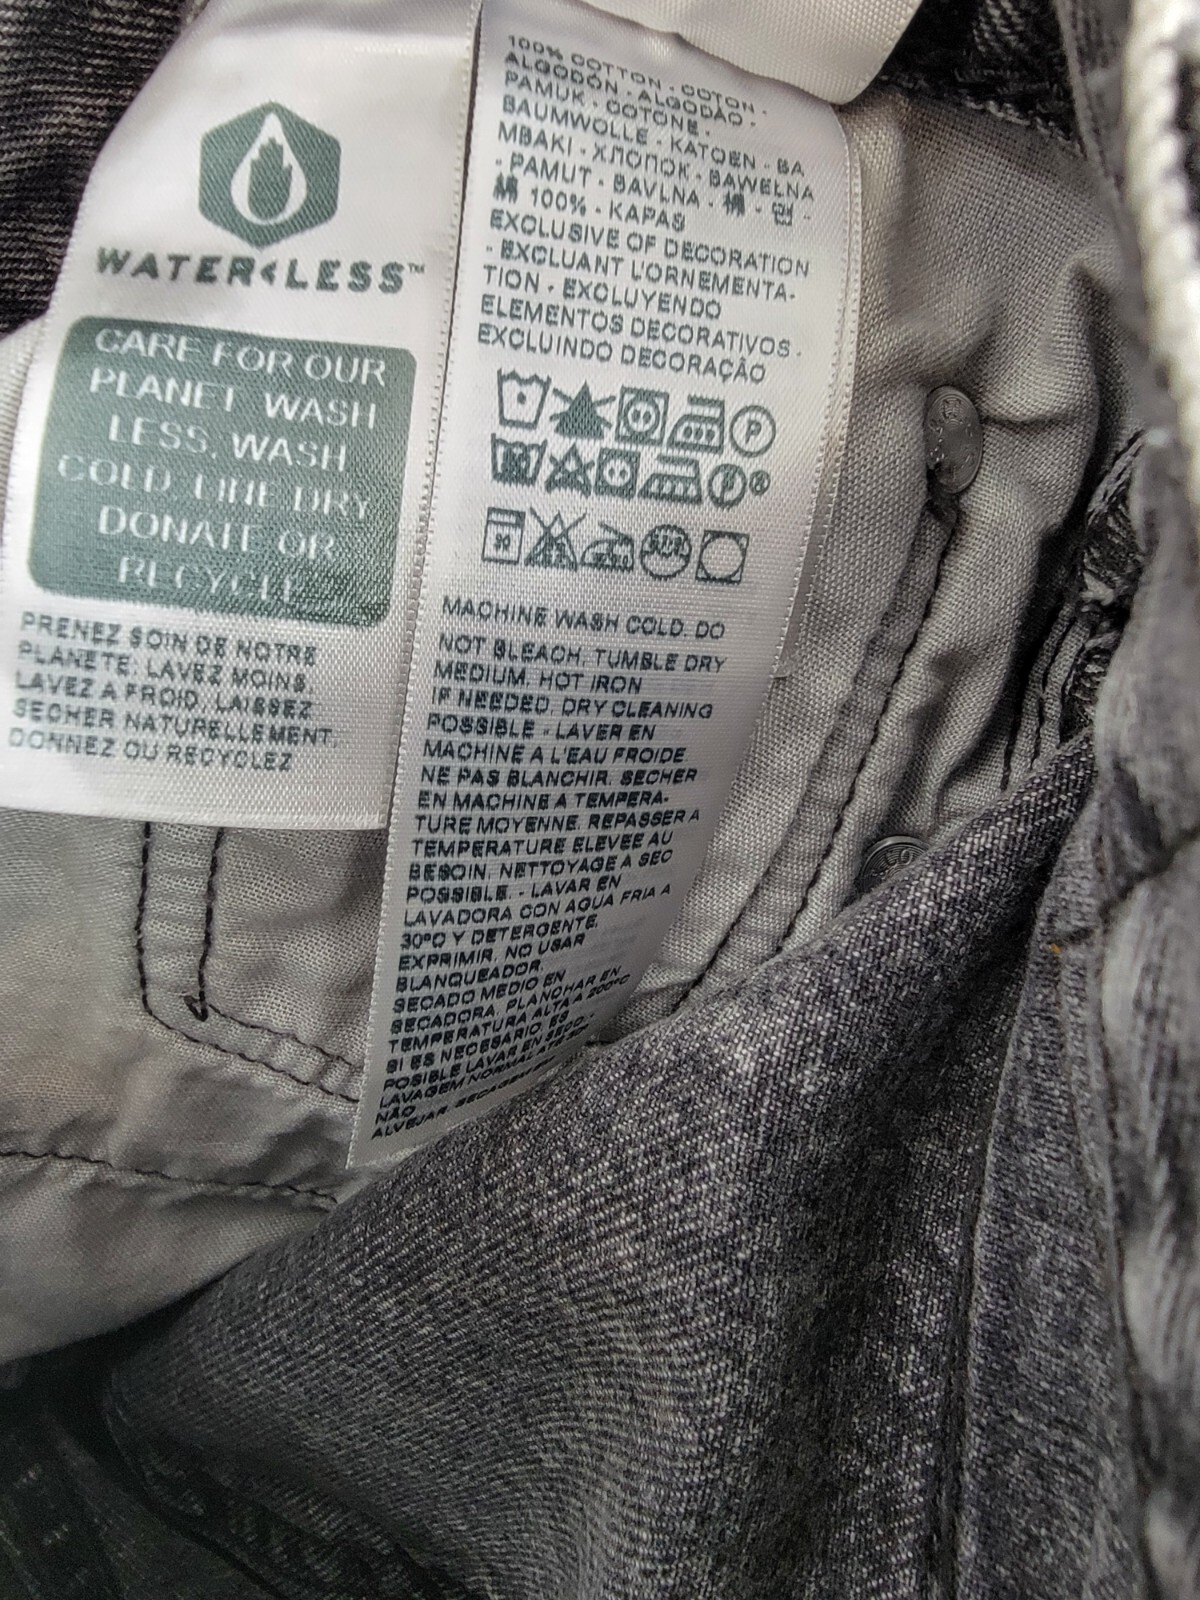 WATER<LESS™
CARE FOR OUR
PLANET WASH
LESS, WASH
COLD, LINE DRY
DONATE OR
RECYCLE
PRENEZ SOIN DE NOTRE
PLANETE: LAVEZ MOINS,
LAVEZ A FROID, LAISSEZ
SECHER NATURELLEMENT,
DONNEZ OU RECYCLEZ
100% COTTON - COTON -
ALGODÓN - ALGODÃO -
PAMUK - COTONE -
BAUMWOLLE - KATOEN - BA
MBAKI - ХЛОПОК - BAWEŁNA
- PAMUT - BAVLNA - 棉 - 면 -
綿 100% - KAPAS
EXCLUSIVE OF DECORATION
- EXCLUANT L'ORNEMENTA-
TION - EXCLUYENDO
ELEMENTOS DECORATIVOS -
EXCLUINDO DECORAÇÃO
P
P
MACHINE WASH COLD. DO
NOT BLEACH, TUMBLE DRY
MEDIUM. HOT IRON
IF NEEDED. DRY CLEANING
POSSIBLE - LAVER EN
MACHINE A L'EAU FROIDE.
NE PAS BLANCHIR. SECHER
EN MACHINE A TEMPERA-
TURE MOYENNE. REPASSER A
TEMPERATURE ELEVEE AU
BESOIN. NETTOYAGE A SEC
POSSIBLE. - LAVAR EN
LAVADORA CON AGUA FRIA A
30ºC Y DETERGENTE.
EXPRIMIR. NO USAR
BLANQUEADOR.
SECADO MEDIO EN
SECADORA. PLANCHAR EN
TEMPERATURA ALTA A 200ºC
SI ES NECESARIO. ES
POSIBLE LAVAR EN SECO. -
LAVAGEM NORMAL ATE
NÃO
ALVEJAR. SECAGEM